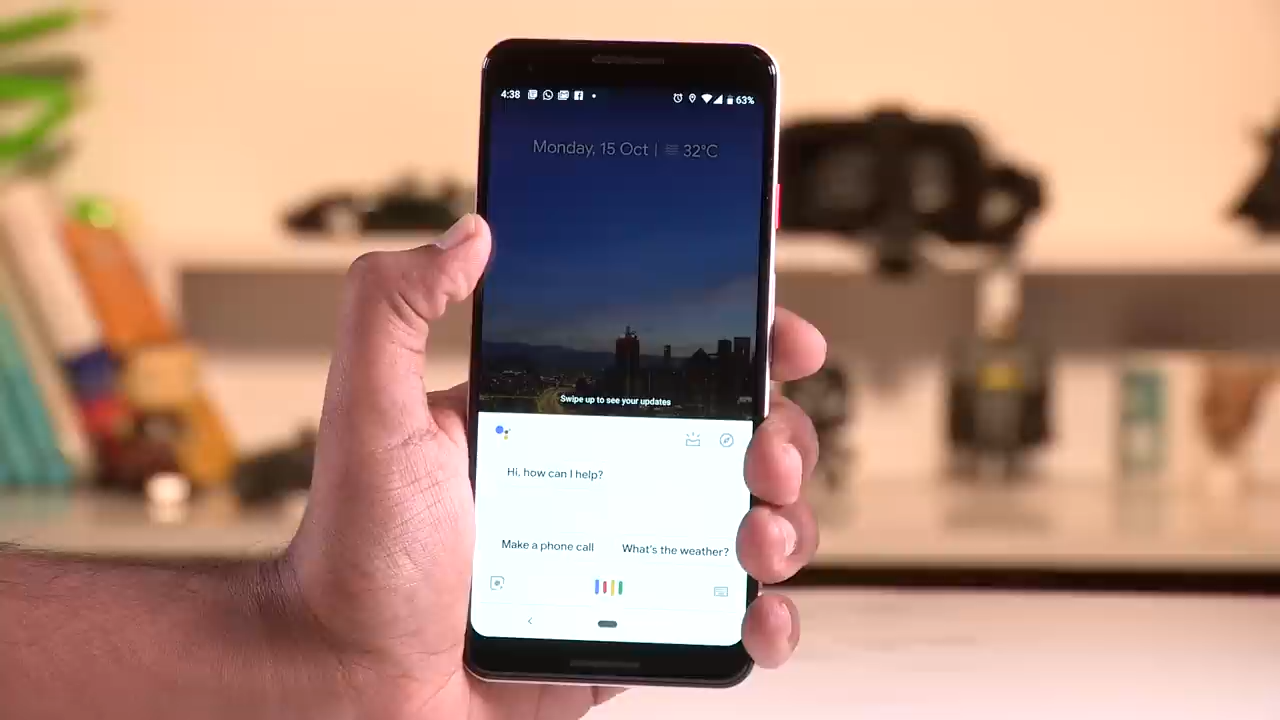 4:38 63%
Monday, 15 Oct | 32°C
Swipe up to see your updates
Hi, how can I help?
Make a phone call What's the weather?